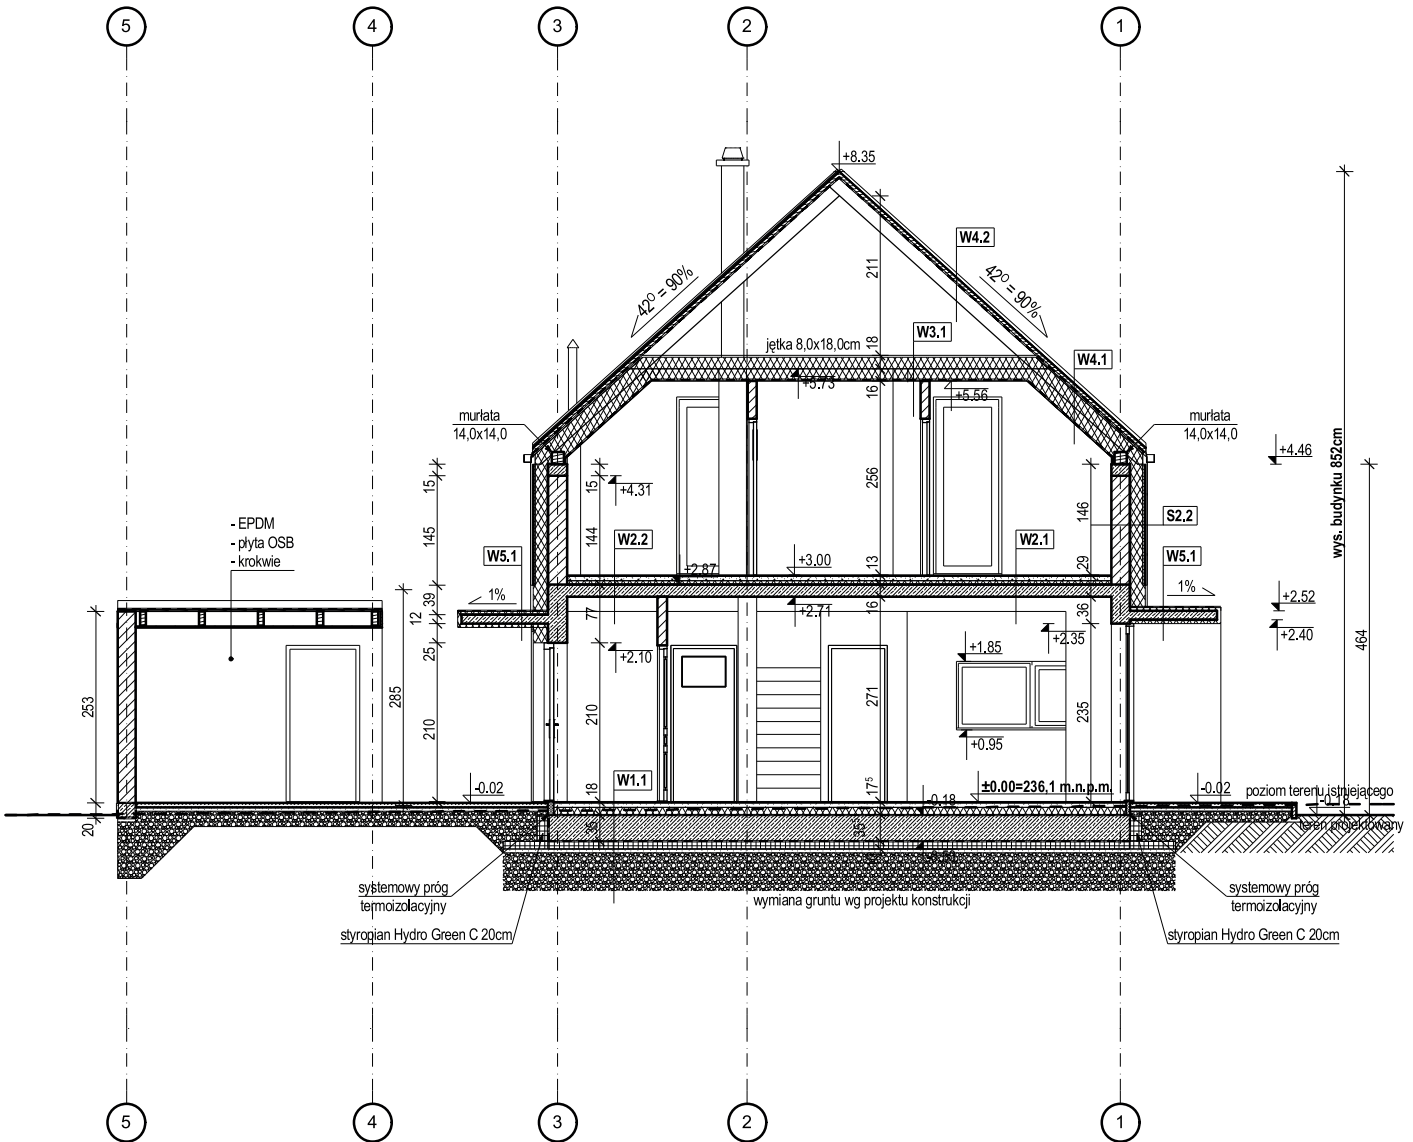 5
4
3
2
1
+8.35
W4.2
211
42° = 90%
42° = 90%
wys. budynku 852cm
W3.1
jętka 8,0x18,0cm
18
W4.1
+5.73
16
+5.56
murłata
14,0x14,0
murłata
14,0x14,0
+4.46
15
15
+4.31
256
146
S2.2
- EPDM
- płyta OSB
- krokwie
145
144
W5.1
W2.2
W2.1
W5.1
+3.00
13
29
+2.87
1%
1%
39
12
77
16
+2.71
36
+2.52
+2.35
+2.40
464
25
+2.10
+1.85
253
285
210
210
271
235
+0.95
W1.1
18
17⁵
±0.00=236,1 m.n.p.m.
-0.02
-0.02
-0.18
poziom terenu istniejącego
-0.18
teren projektowany
20
35
35⁵
10
systemowy próg
termoizolacyjny
systemowy próg
termoizolacyjny
wymiana gruntu wg projektu konstrukcji
styropian Hydro Green C 20cm
styropian Hydro Green C 20cm
5
4
3
2
1